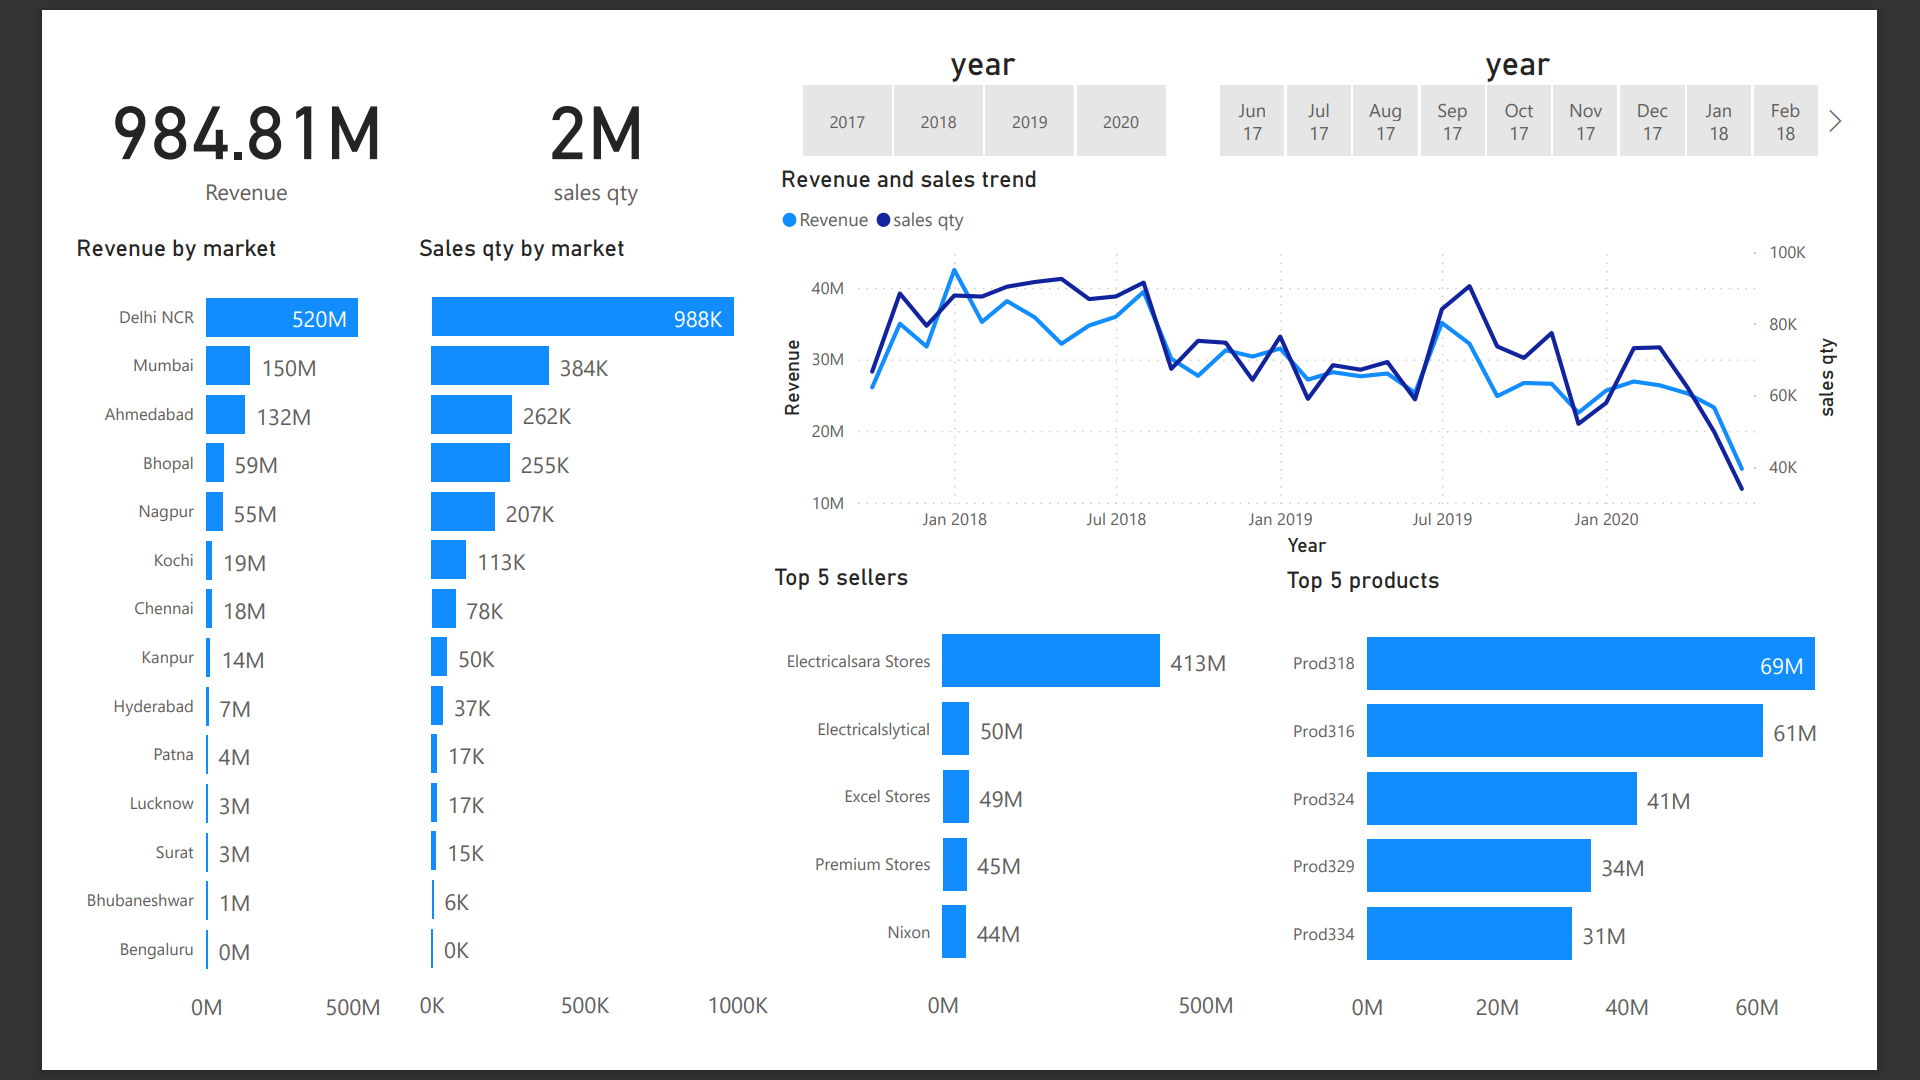 984.81M
Revenue
2M
sales qty
year
2017 2018 2019 2020
year
Jun 17 Jul 17 Aug 17 Sep 17 Oct 17 Nov 17 Dec 17 Jan 18 Feb 18
Revenue by market
Delhi NCR 520M
Mumbai 150M
Ahmedabad 132M
Bhopal 59M
Nagpur 55M
Kochi 19M
Chennai 18M
Kanpur 14M
Hyderabad 7M
Patna 4M
Lucknow 3M
Surat 3M
Bhubaneshwar 1M
Bengaluru 0M
0M 500M
Sales qty by market
988K
384K
262K
255K
207K
113K
78K
50K
37K
17K
17K
15K
6K
0K
0K 500K 1000K
Revenue and sales trend
Revenue sales qty
Revenue
40M
30M
20M
10M
100K
80K
60K
40K
sales qty
Jan 2018 Jul 2018 Jan 2019 Jul 2019 Jan 2020
Year
Top 5 sellers
Electricalsara Stores 413M
Electricalslytical 50M
Excel Stores 49M
Premium Stores 45M
Nixon 44M
0M 500M
Top 5 products
Prod318 69M
Prod316 61M
Prod324 41M
Prod329 34M
Prod334 31M
0M 20M 40M 60M